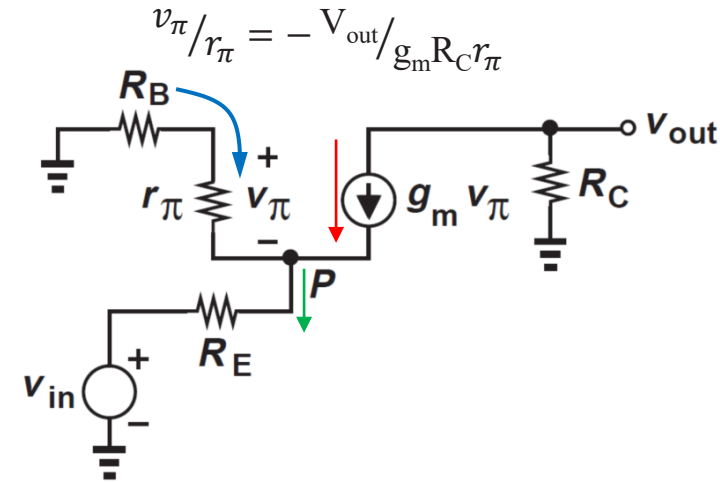 vπ/rπ = − Vout/gmRCrπ
RB
vout
+
rπ vπ gm vπ RC
−
P
RE
+
vin
−